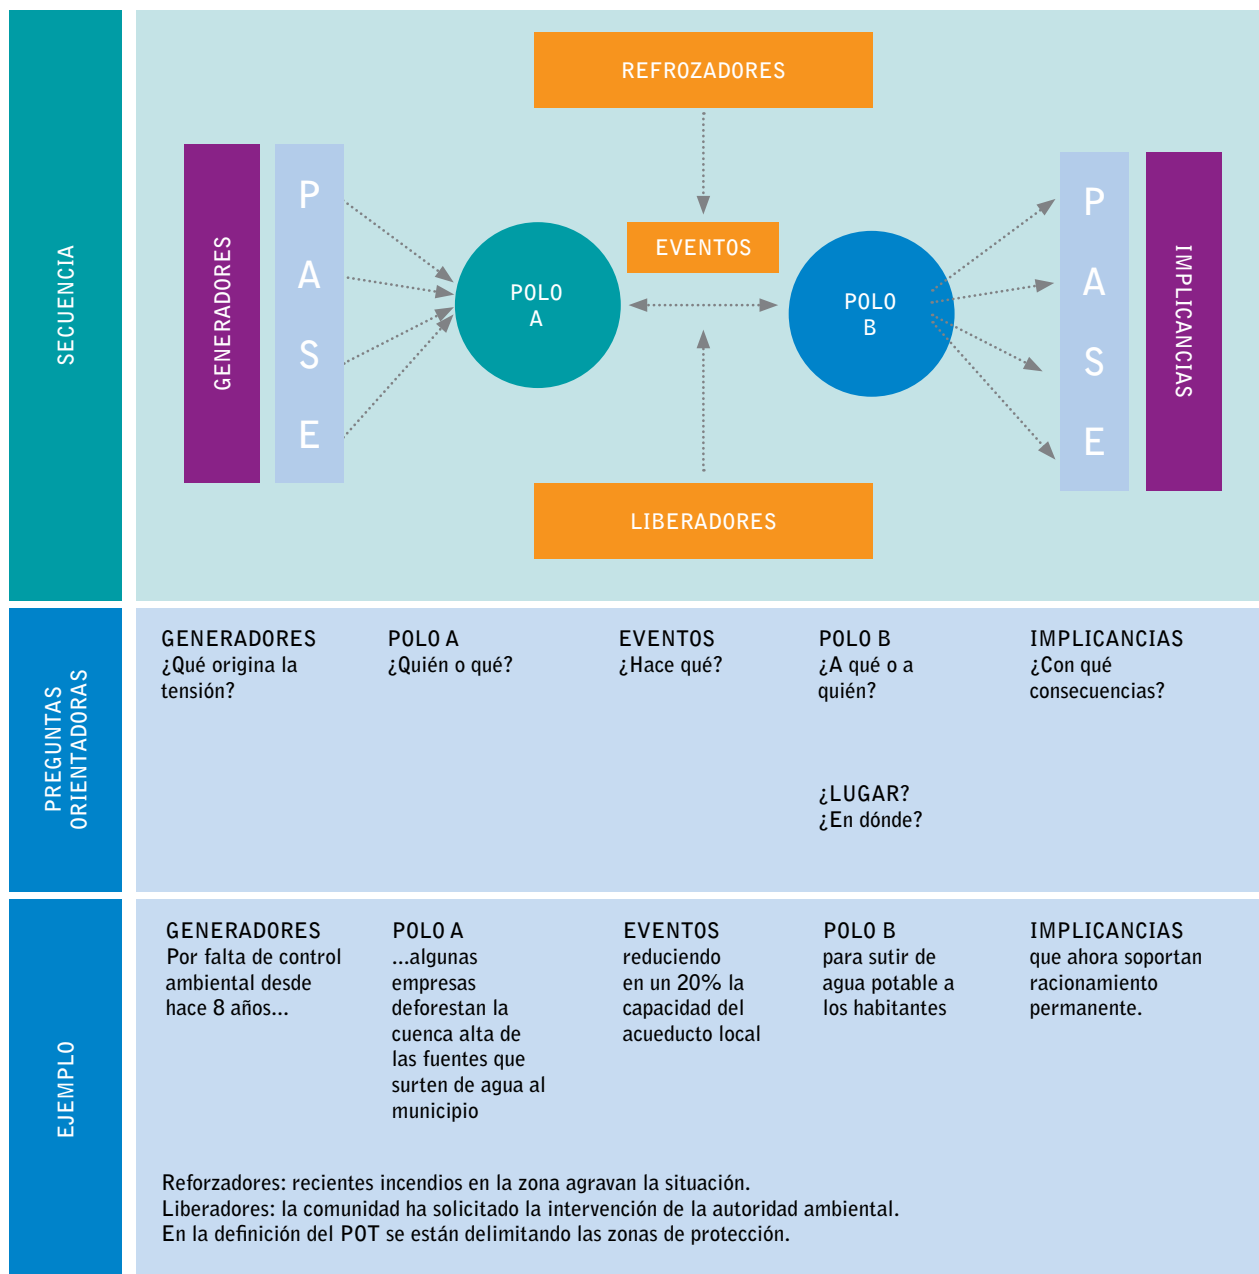 SECUENCIA
REFROZADORES
GENERADORES
P
A
S
E
POLO
A
EVENTOS
POLO
B
P
A
S
E
IMPLICANCIAS
LIBERADORES
PREGUNTAS
ORIENTADORAS
GENERADORES
¿Qué origina la
tensión?
POLO A
¿Quién o qué?
EVENTOS
¿Hace qué?
POLO B
¿A qué o a
quién?
¿LUGAR?
¿En dónde?
IMPLICANCIAS
¿Con qué
consecuencias?
EJEMPLO
GENERADORES
Por falta de control
ambiental desde
hace 8 años...
POLO A
...algunas
empresas
deforestan la
cuenca alta de
las fuentes que
surten de agua al
municipio
EVENTOS
reduciendo
en un 20% la
capacidad del
acueducto local
POLO B
para sutir de
agua potable a
los habitantes
IMPLICANCIAS
que ahora soportan
racionamiento
permanente.
Reforzadores: recientes incendios en la zona agravan la situación.
Liberadores: la comunidad ha solicitado la intervención de la autoridad ambiental.
En la definición del POT se están delimitando las zonas de protección.